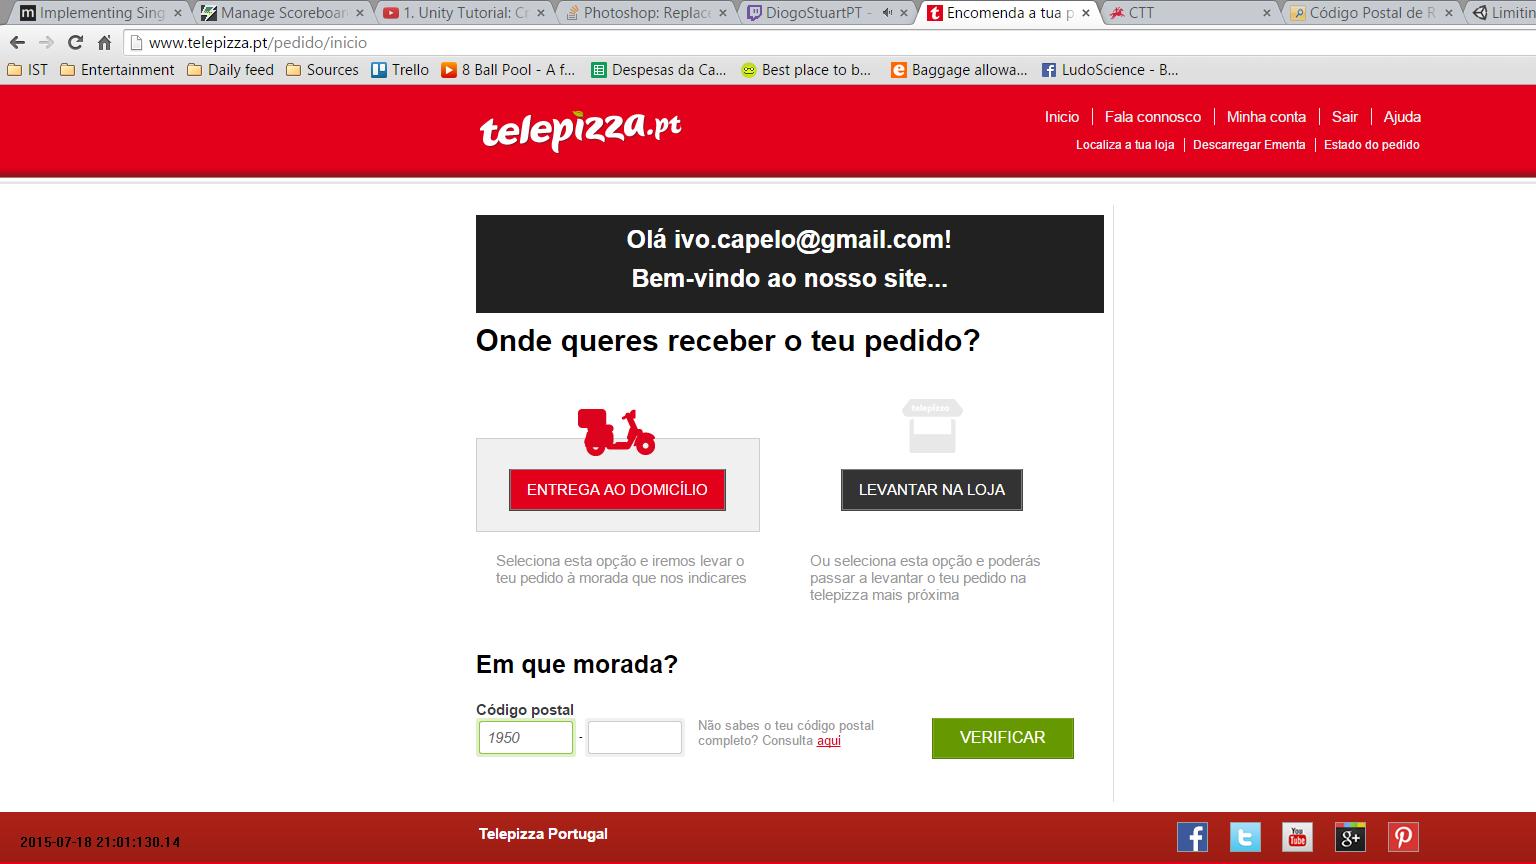 Implementing Sing
Manage Scoreboar
1. Unity Tutorial: Cr
Photoshop: Replace
DiogoStuartPT -
Encomenda a tua p
CTT
Código Postal de R
Limitin
www.telepizza.pt/pedido/inicio
IST
Entertainment
Daily feed
Sources
Trello
8 Ball Pool - A f...
Despesas da Ca...
Best place to b...
Baggage allowa...
LudoScience - B...
telepizza.pt
Inicio
Fala connosco
Minha conta
Sair
Ajuda
Localiza a tua loja
Descarregar Ementa
Estado do pedido
Olá ivo.capelo@gmail.com!
Bem-vindo ao nosso site...
Onde queres receber o teu pedido?
telepizza
ENTREGA AO DOMICÍLIO
LEVANTAR NA LOJA
Seleciona esta opção e iremos levar o
teu pedido à morada que nos indicares
Ou seleciona esta opção e poderás
passar a levantar o teu pedido na
telepizza mais próxima
Em que morada?
Código postal
1950
-
Não sabes o teu código postal
completo? Consulta aqui
VERIFICAR
2015-07-18 21:01:130.14
Telepizza Portugal
You
Tube
g+